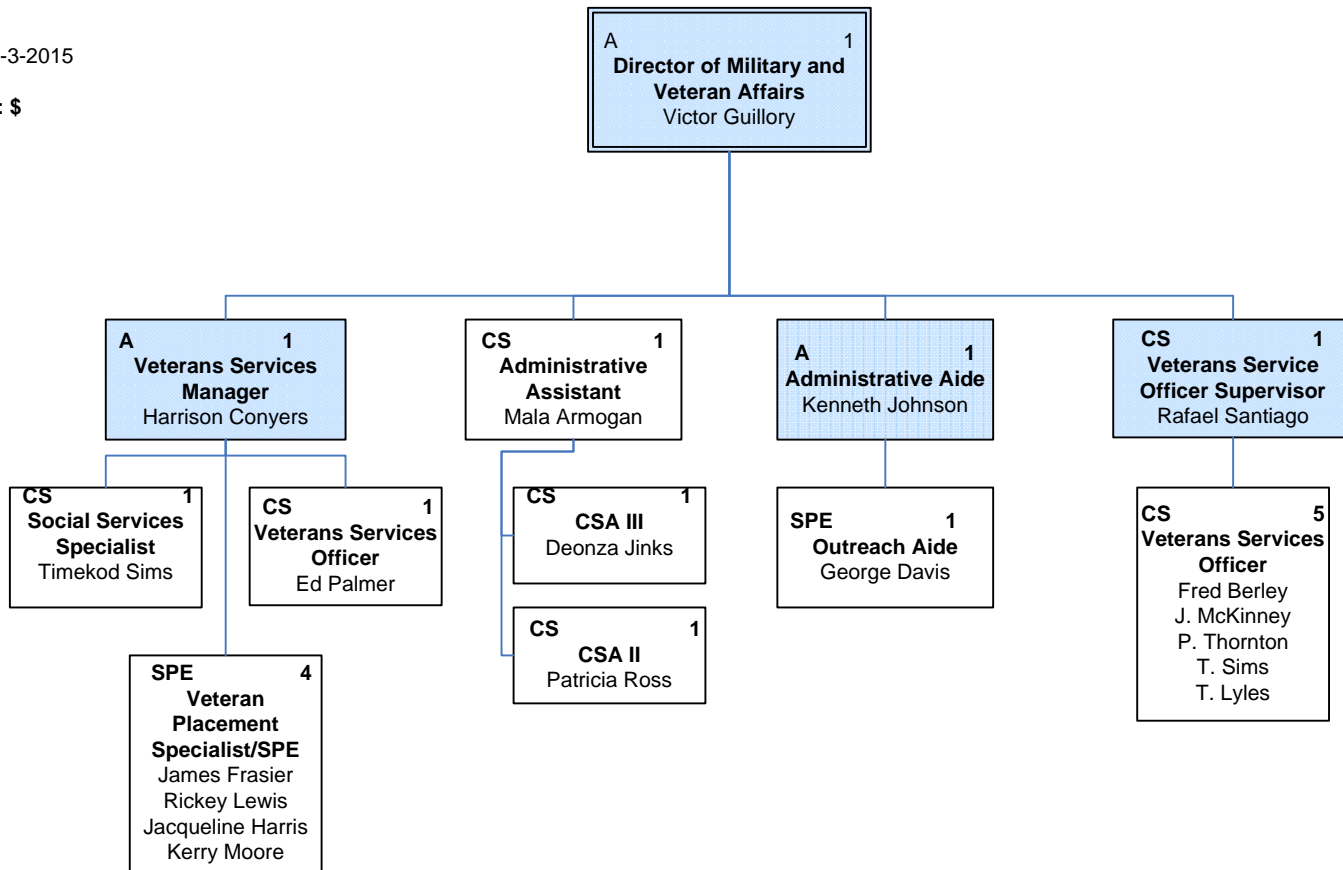 -3-2015
: $
A 1
Director of Military and
Veteran Affairs
Victor Guillory
A 1
Veterans Services
Manager
Harrison Conyers
CS 1
Administrative
Assistant
Mala Armogan
A 1
Administrative Aide
Kenneth Johnson
CS 1
Veterans Service
Officer Supervisor
Rafael Santiago
CS 1
Social Services
Specialist
Timekod Sims
CS 1
Veterans Services
Officer
Ed Palmer
CS 1
CSA III
Deonza Jinks
SPE 1
Outreach Aide
George Davis
CS 5
Veterans Services
Officer
Fred Berley
J. McKinney
P. Thornton
T. Sims
T. Lyles
CS 1
CSA II
Patricia Ross
SPE 4
Veteran
Placement
Specialist/SPE
James Frasier
Rickey Lewis
Jacqueline Harris
Kerry Moore